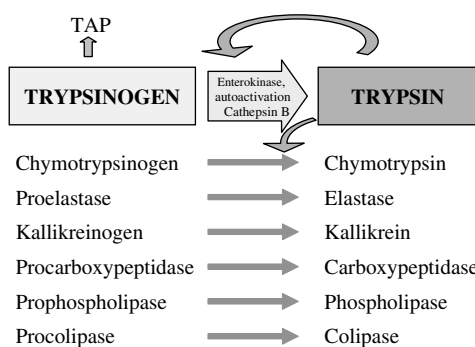 TAP
TRYPSINOGEN
Enterokinase,
autoactivation
Cathepsin B
TRYPSIN
Chymotrypsinogen
Chymotrypsin
Proelastase
Elastase
Kallikreinogen
Kallikrein
Procarboxypeptidase
Carboxypeptidase
Prophospholipase
Phospholipase
Procolipase
Colipase